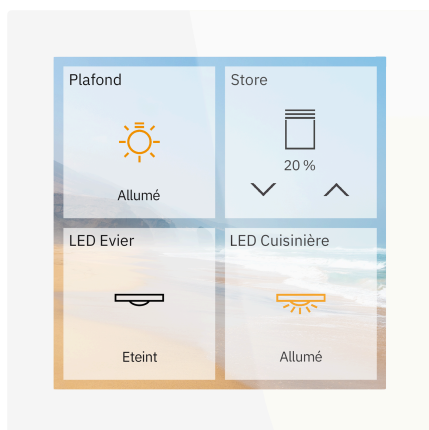 Plafond
Store
20 %
Allumé
LED Evier
LED Cuisinière
Eteint
Allumé